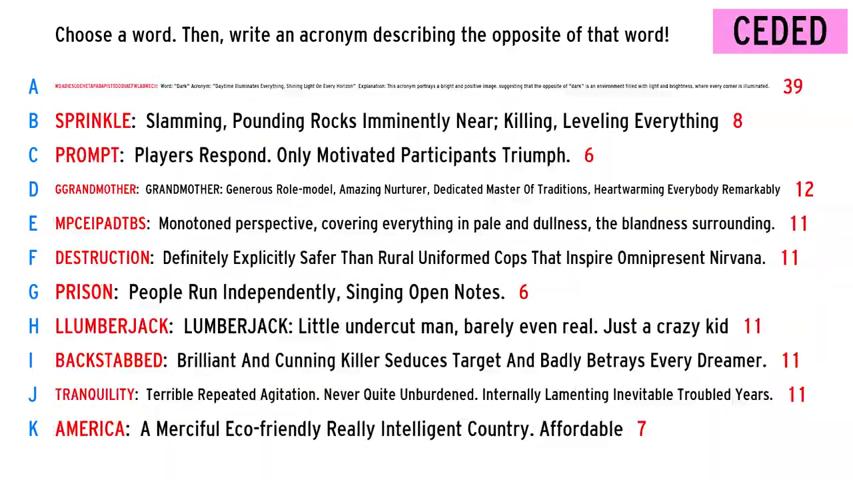 Choose a word. Then, write an acronym describing the opposite of that word!
CEDED
A Word: "Dark" Acronym: "Daytime Illuminates Everything, Shining Light On Every Horizon" Explanation: This acronym portrays a bright and positive image, suggesting that the opposite of "dark" is an environment filled with light and brightness, where every corner is illuminated. 39
B SPRINKLE: Slamming, Pounding Rocks Imminently Near; Killing, Leveling Everything 8
C PROMPT: Players Respond. Only Motivated Participants Triumph. 6
D GGRANDMOTHER: GRANDMOTHER: Generous Role-model, Amazing Nurturer, Dedicated Master Of Traditions, Heartwarming Everybody Remarkably 12
E MPCEIPADTBS: Monotoned perspective, covering everything in pale and dullness, the blandness surrounding. 11
F DESTRUCTION: Definitely Explicitly Safer Than Rural Uniformed Cops That Inspire Omnipresent Nirvana. 11
G PRISON: People Run Independently, Singing Open Notes. 6
H LLUMBERJACK: LUMBERJACK: Little undercut man, barely even real. Just a crazy kid 11
I BACKSTABBED: Brilliant And Cunning Killer Seduces Target And Badly Betrays Every Dreamer. 11
J TRANQUILITY: Terrible Repeated Agitation. Never Quite Unburdened. Internally Lamenting Inevitable Troubled Years. 11
K AMERICA: A Merciful Eco-friendly Really Intelligent Country. Affordable 7